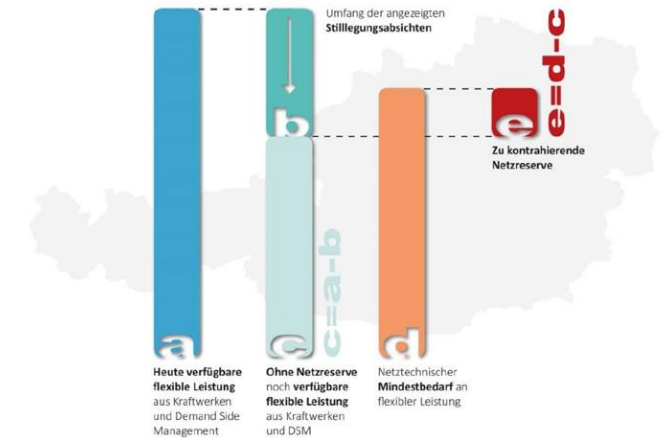 Umfang der angezeigten
Stilllegungsabsichten
b
e
e=d-c
Zu kontrahierende
Netzreserve
c=a-b
a
c
d
Heute verfügbare
flexible Leistung
aus Kraftwerken
und Demand Side
Management
Ohne Netzreserve
noch verfügbare
flexible Leistung
aus Kraftwerken
und DSM
Netztechnischer
Mindestbedarf an
flexibler Leistung